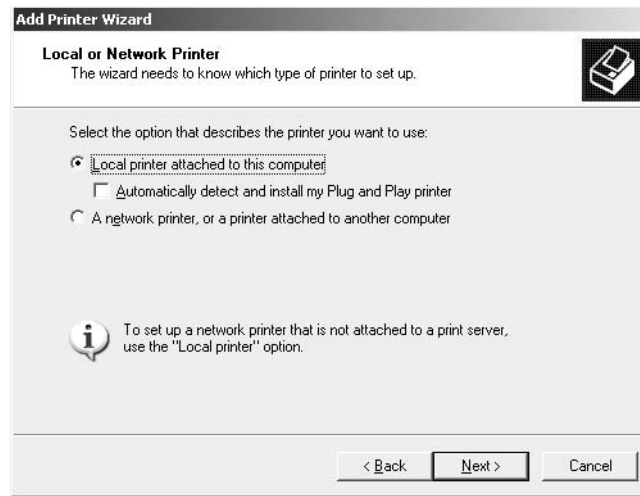 Add Printer Wizard
Local or Network Printer
The wizard needs to know which type of printer to set up.
Select the option that describes the printer you want to use:
Local printer attached to this computer
Automatically detect and install my Plug and Play printer
A network printer, or a printer attached to another computer
To set up a network printer that is not attached to a print server,
use the "Local printer" option.
< Back Next > Cancel